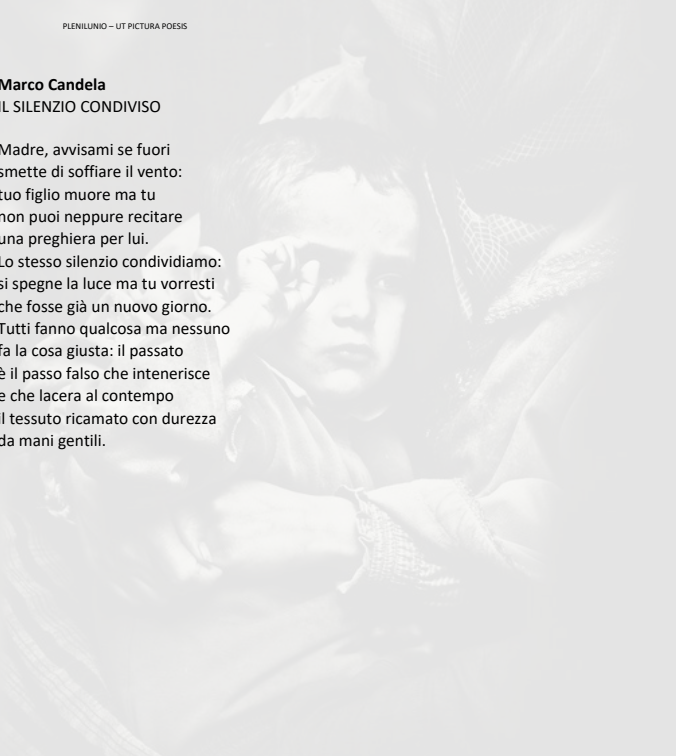 PLENILUNIO – UT PICTURA POESIS
Marco Candela
IL SILENZIO CONDIVISO
Madre, avvisami se fuori
smette di soffiare il vento:
tuo figlio muore ma tu
non puoi neppure recitare
una preghiera per lui.
Lo stesso silenzio condividiamo:
si spegne la luce ma tu vorresti
che fosse già un nuovo giorno.
Tutti fanno qualcosa ma nessuno
fa la cosa giusta: il passato
è il passo falso che intenerisce
e che lacera al contempo
il tessuto ricamato con durezza
da mani gentili.